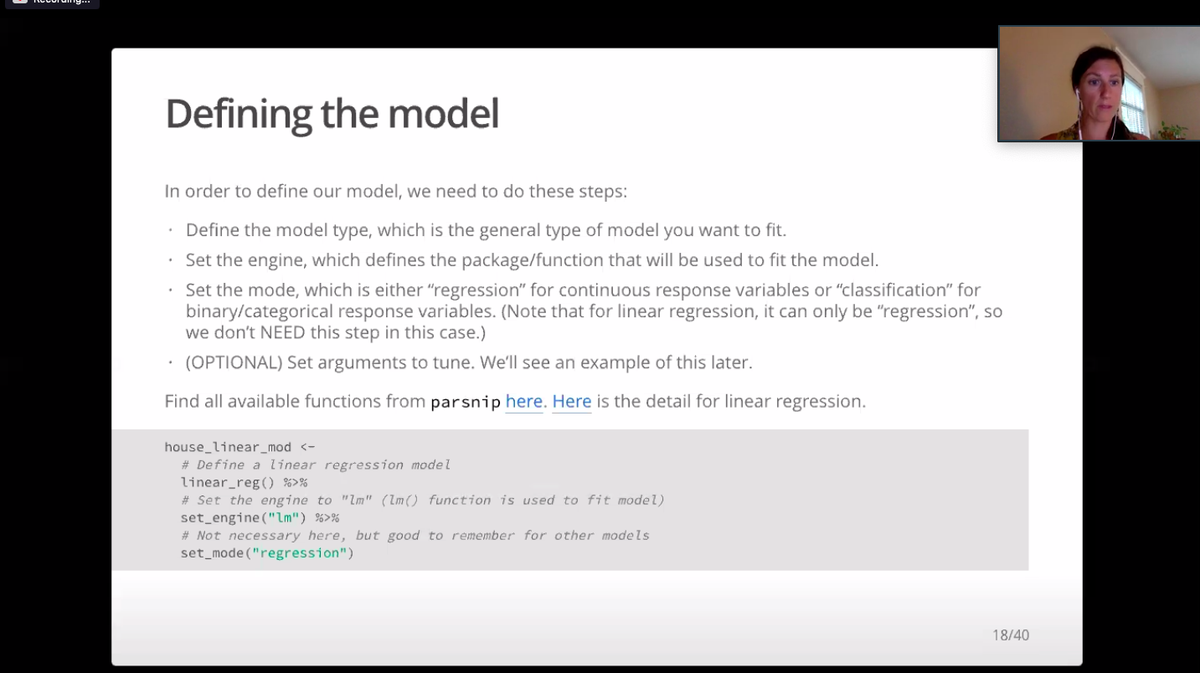 Recording...
Defining the model
In order to define our model, we need to do these steps:
· Define the model type, which is the general type of model you want to fit.
· Set the engine, which defines the package/function that will be used to fit the model.
· Set the mode, which is either “regression” for continuous response variables or “classification” for
binary/categorical response variables. (Note that for linear regression, it can only be “regression”, so
we don’t NEED this step in this case.)
· (OPTIONAL) Set arguments to tune. We’ll see an example of this later.
Find all available functions from parsnip here. Here is the detail for linear regression.
house_linear_mod <-
# Define a linear regression model
linear_reg() %>%
# Set the engine to "lm" (lm() function is used to fit model)
set_engine("lm") %>%
# Not necessary here, but good to remember for other models
set_mode("regression")
18/40